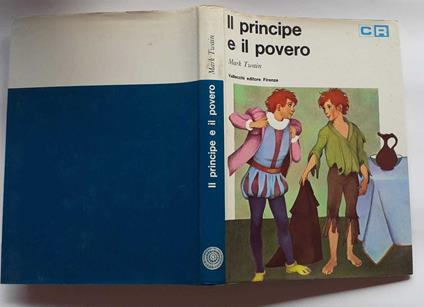 Il principe
e il povero
Mark Twain
Vallecchi editore Firenze
CR
Mark Twain
Il principe e il povero